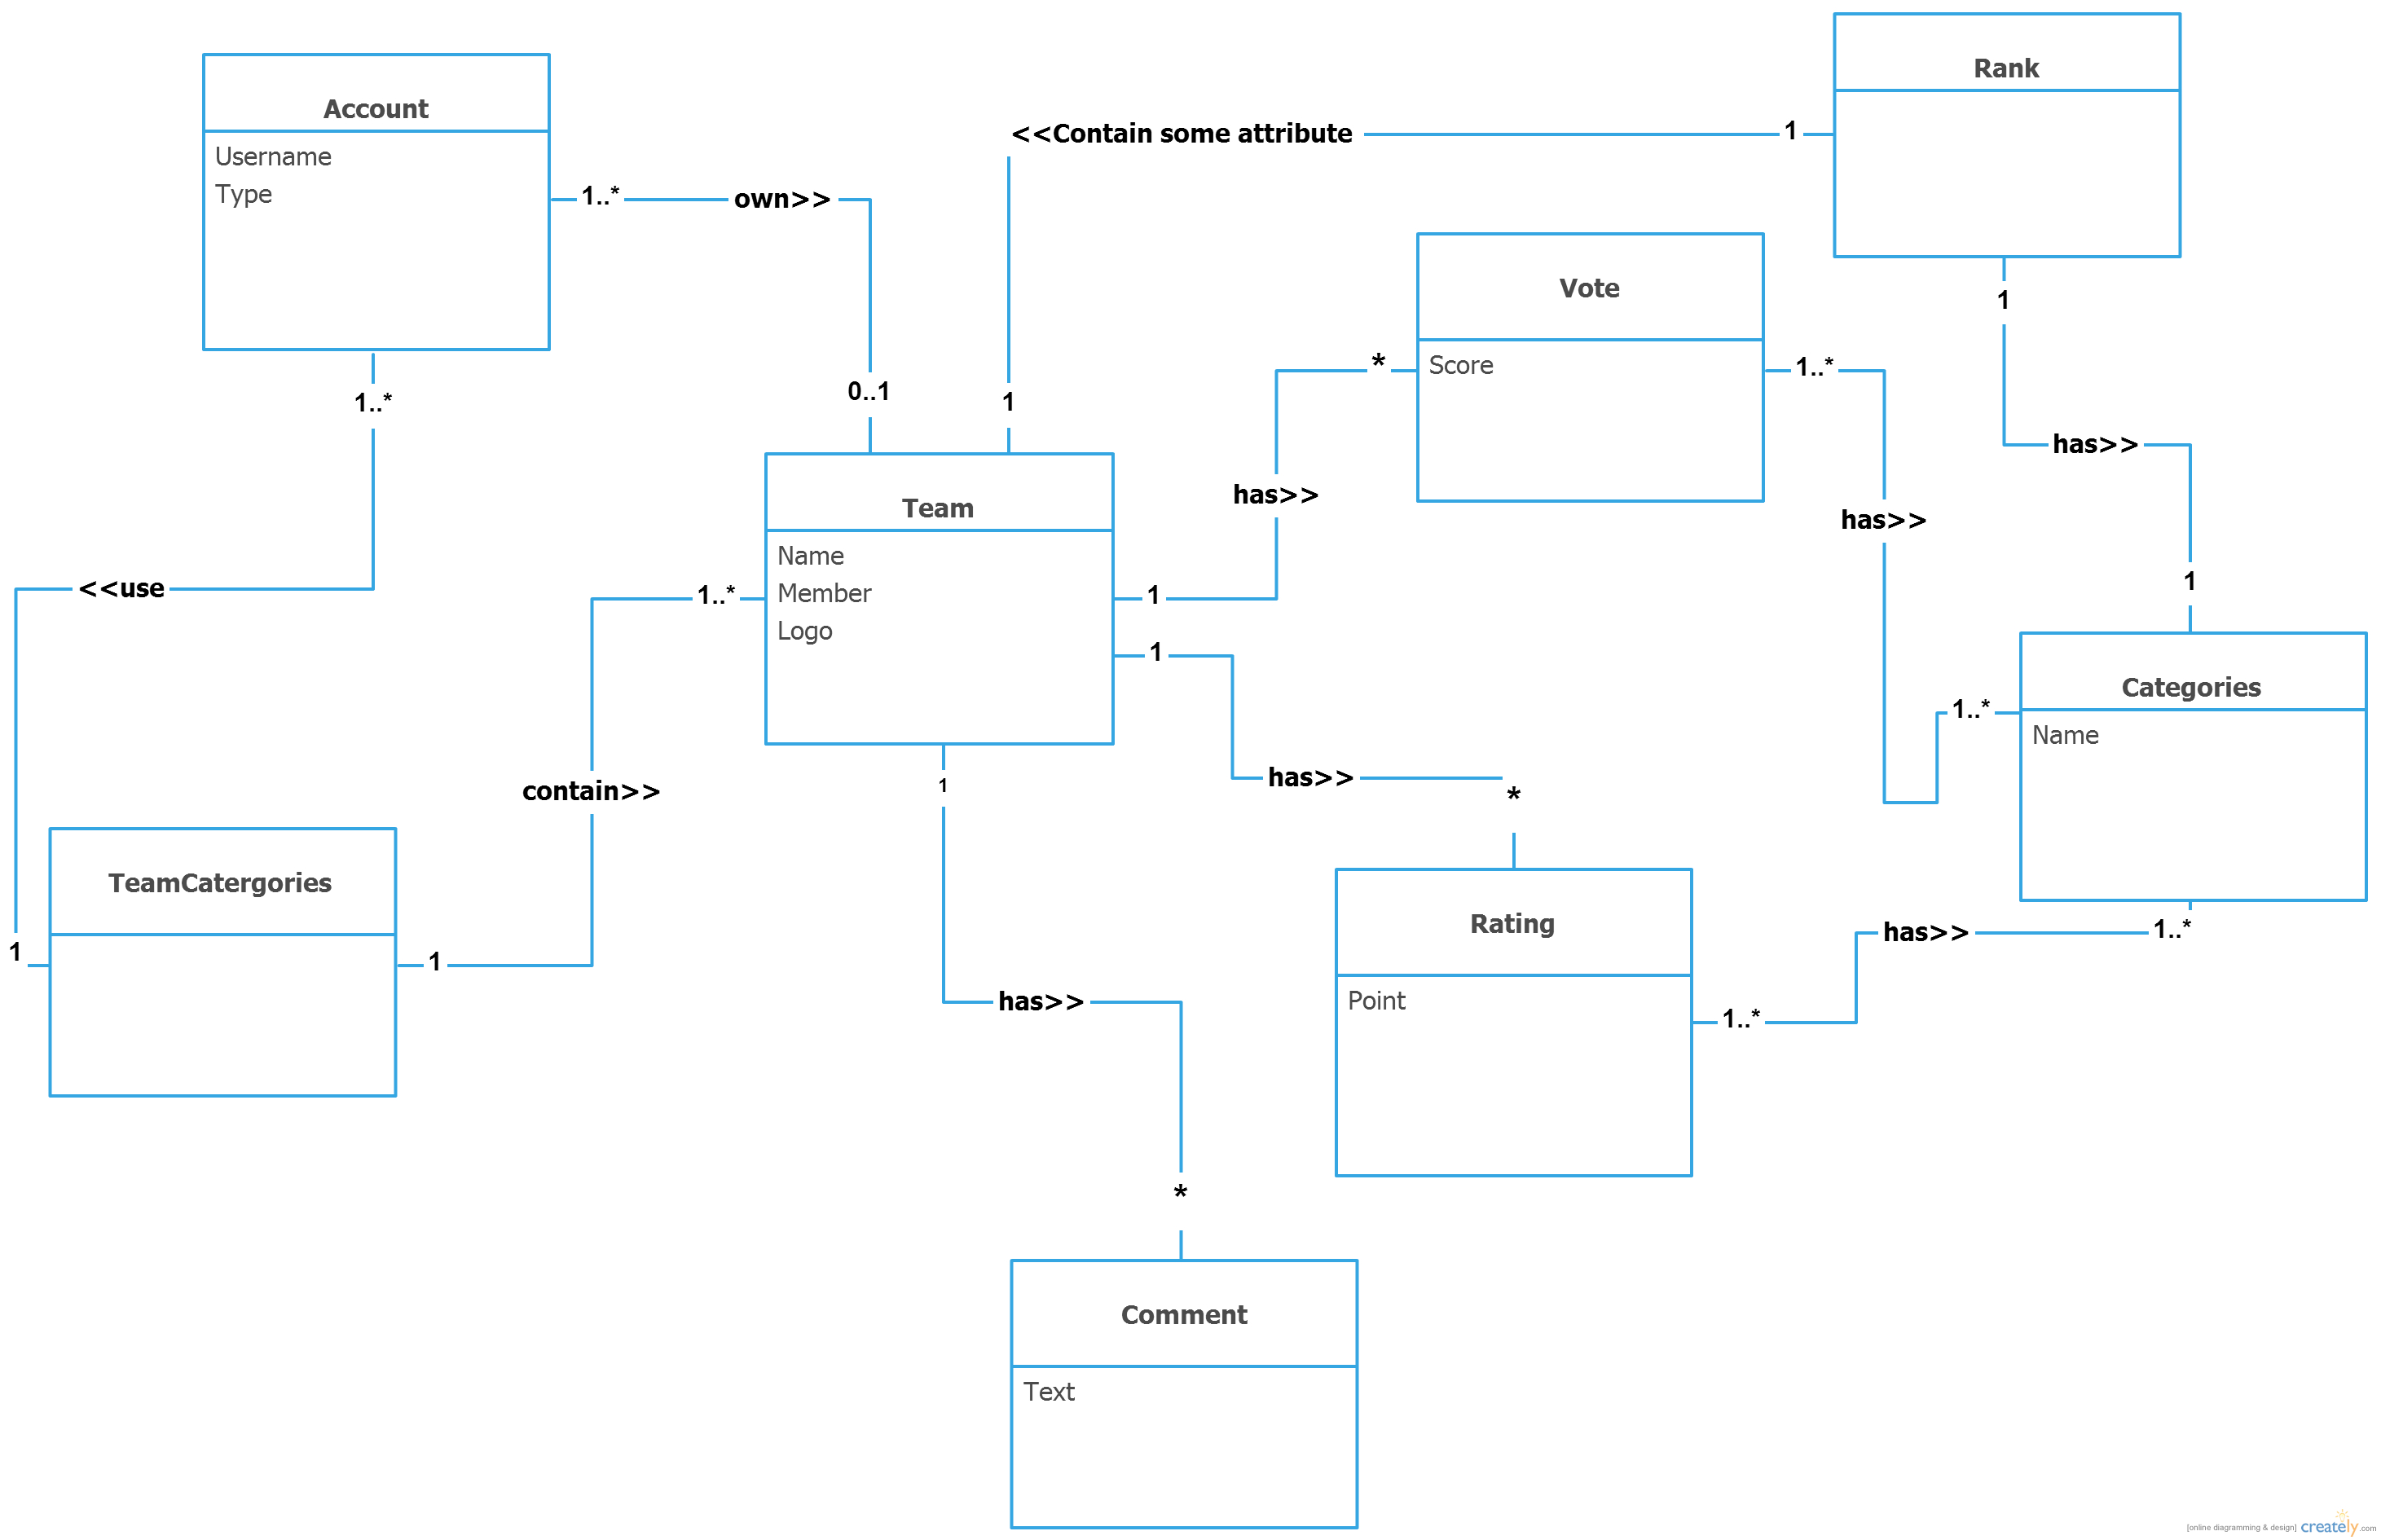 Account
Username
Type
1..*
own>>
0..1
<<Contain some attribute
1
1
Rank
1
has>>
1
Vote
Score
*
has>>
1
1..*
has>>
1..*
Categories
Name
1..*
<<use
1
Team
Name
Member
Logo
1..*
contain>>
1
TeamCatergories
1
has>>
*
Rating
Point
1..*
has>>
1..*
1
has>>
*
Comment
Text
[online diagramming & design] creately.com